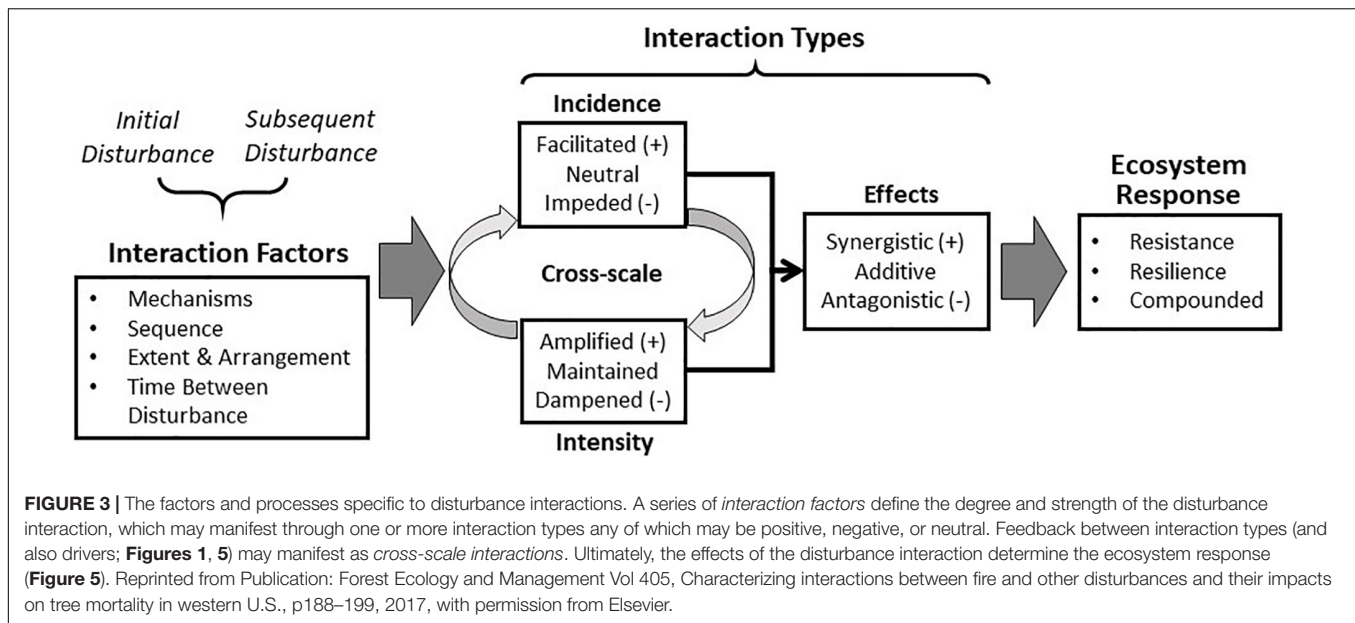 Interaction Types
Initial
Disturbance
Subsequent
Disturbance
Interaction Factors
• Mechanisms
• Sequence
• Extent & Arrangement
• Time Between
Disturbance
Incidence
Facilitated (+)
Neutral
Impeded (-)
Cross-scale
Amplified (+)
Maintained
Dampened (-)
Intensity
Effects
Synergistic (+)
Additive
Antagonistic (-)
Ecosystem
Response
• Resistance
• Resilience
• Compounded
FIGURE 3 | The factors and processes specific to disturbance interactions. A series of interaction factors define the degree and strength of the disturbance
interaction, which may manifest through one or more interaction types any of which may be positive, negative, or neutral. Feedback between interaction types (and
also drivers; Figures 1, 5) may manifest as cross-scale interactions. Ultimately, the effects of the disturbance interaction determine the ecosystem response
(Figure 5). Reprinted from Publication: Forest Ecology and Management Vol 405, Characterizing interactions between fire and other disturbances and their impacts
on tree mortality in western U.S., p188–199, 2017, with permission from Elsevier.